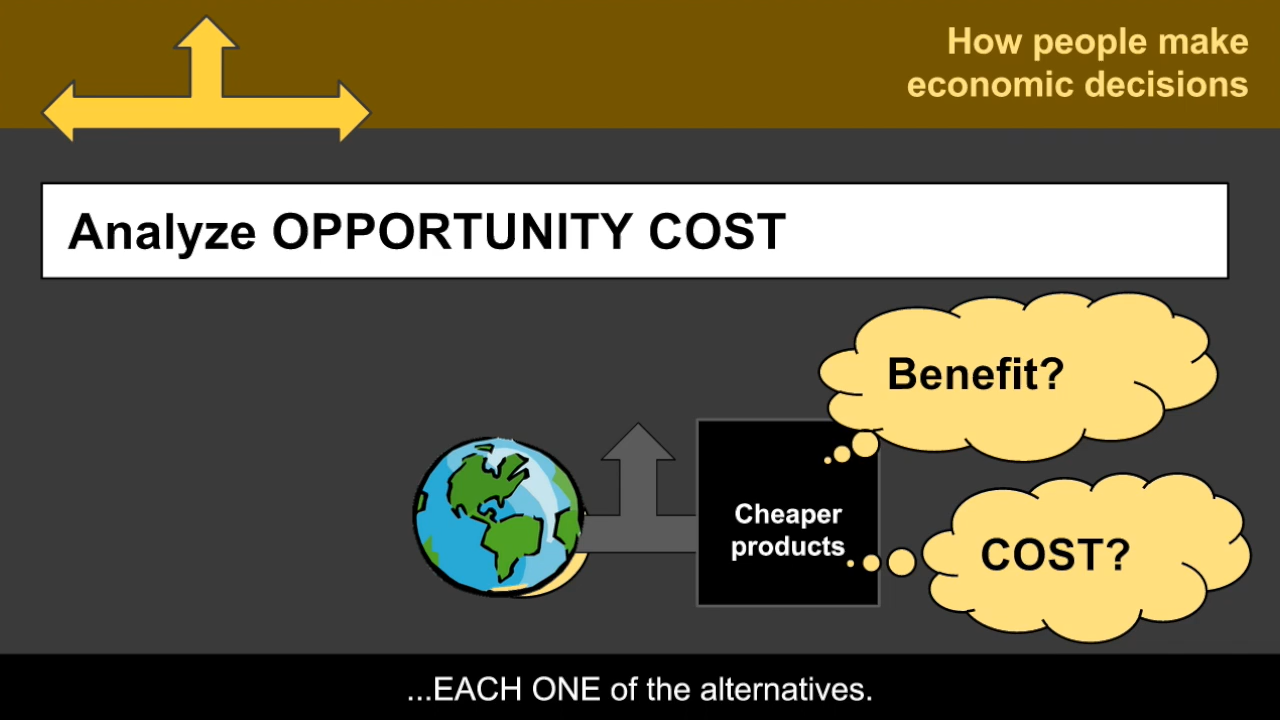 How people make
economic decisions
Analyze OPPORTUNITY COST
Benefit?
Cheaper
products
COST?
...EACH ONE of the alternatives.